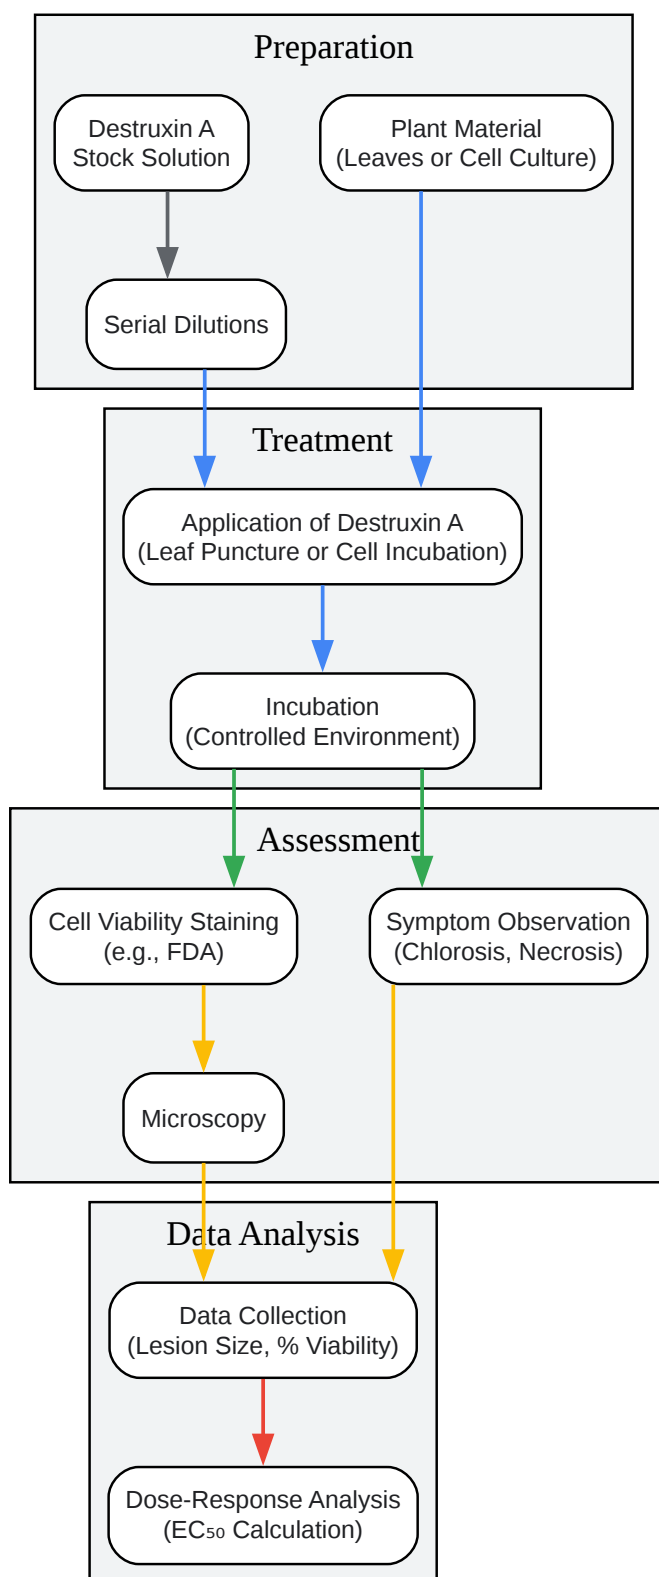 Preparation
Destruxin A
Stock Solution
Plant Material
(Leaves or Cell Culture)
Serial Dilutions
Treatment
Application of Destruxin A
(Leaf Puncture or Cell Incubation)
Incubation
(Controlled Environment)
Assessment
Cell Viability Staining
(e.g., FDA)
Symptom Observation
(Chlorosis, Necrosis)
Microscopy
Data Analysis
Data Collection
(Lesion Size, % Viability)
Dose-Response Analysis
(EC₅₀ Calculation)